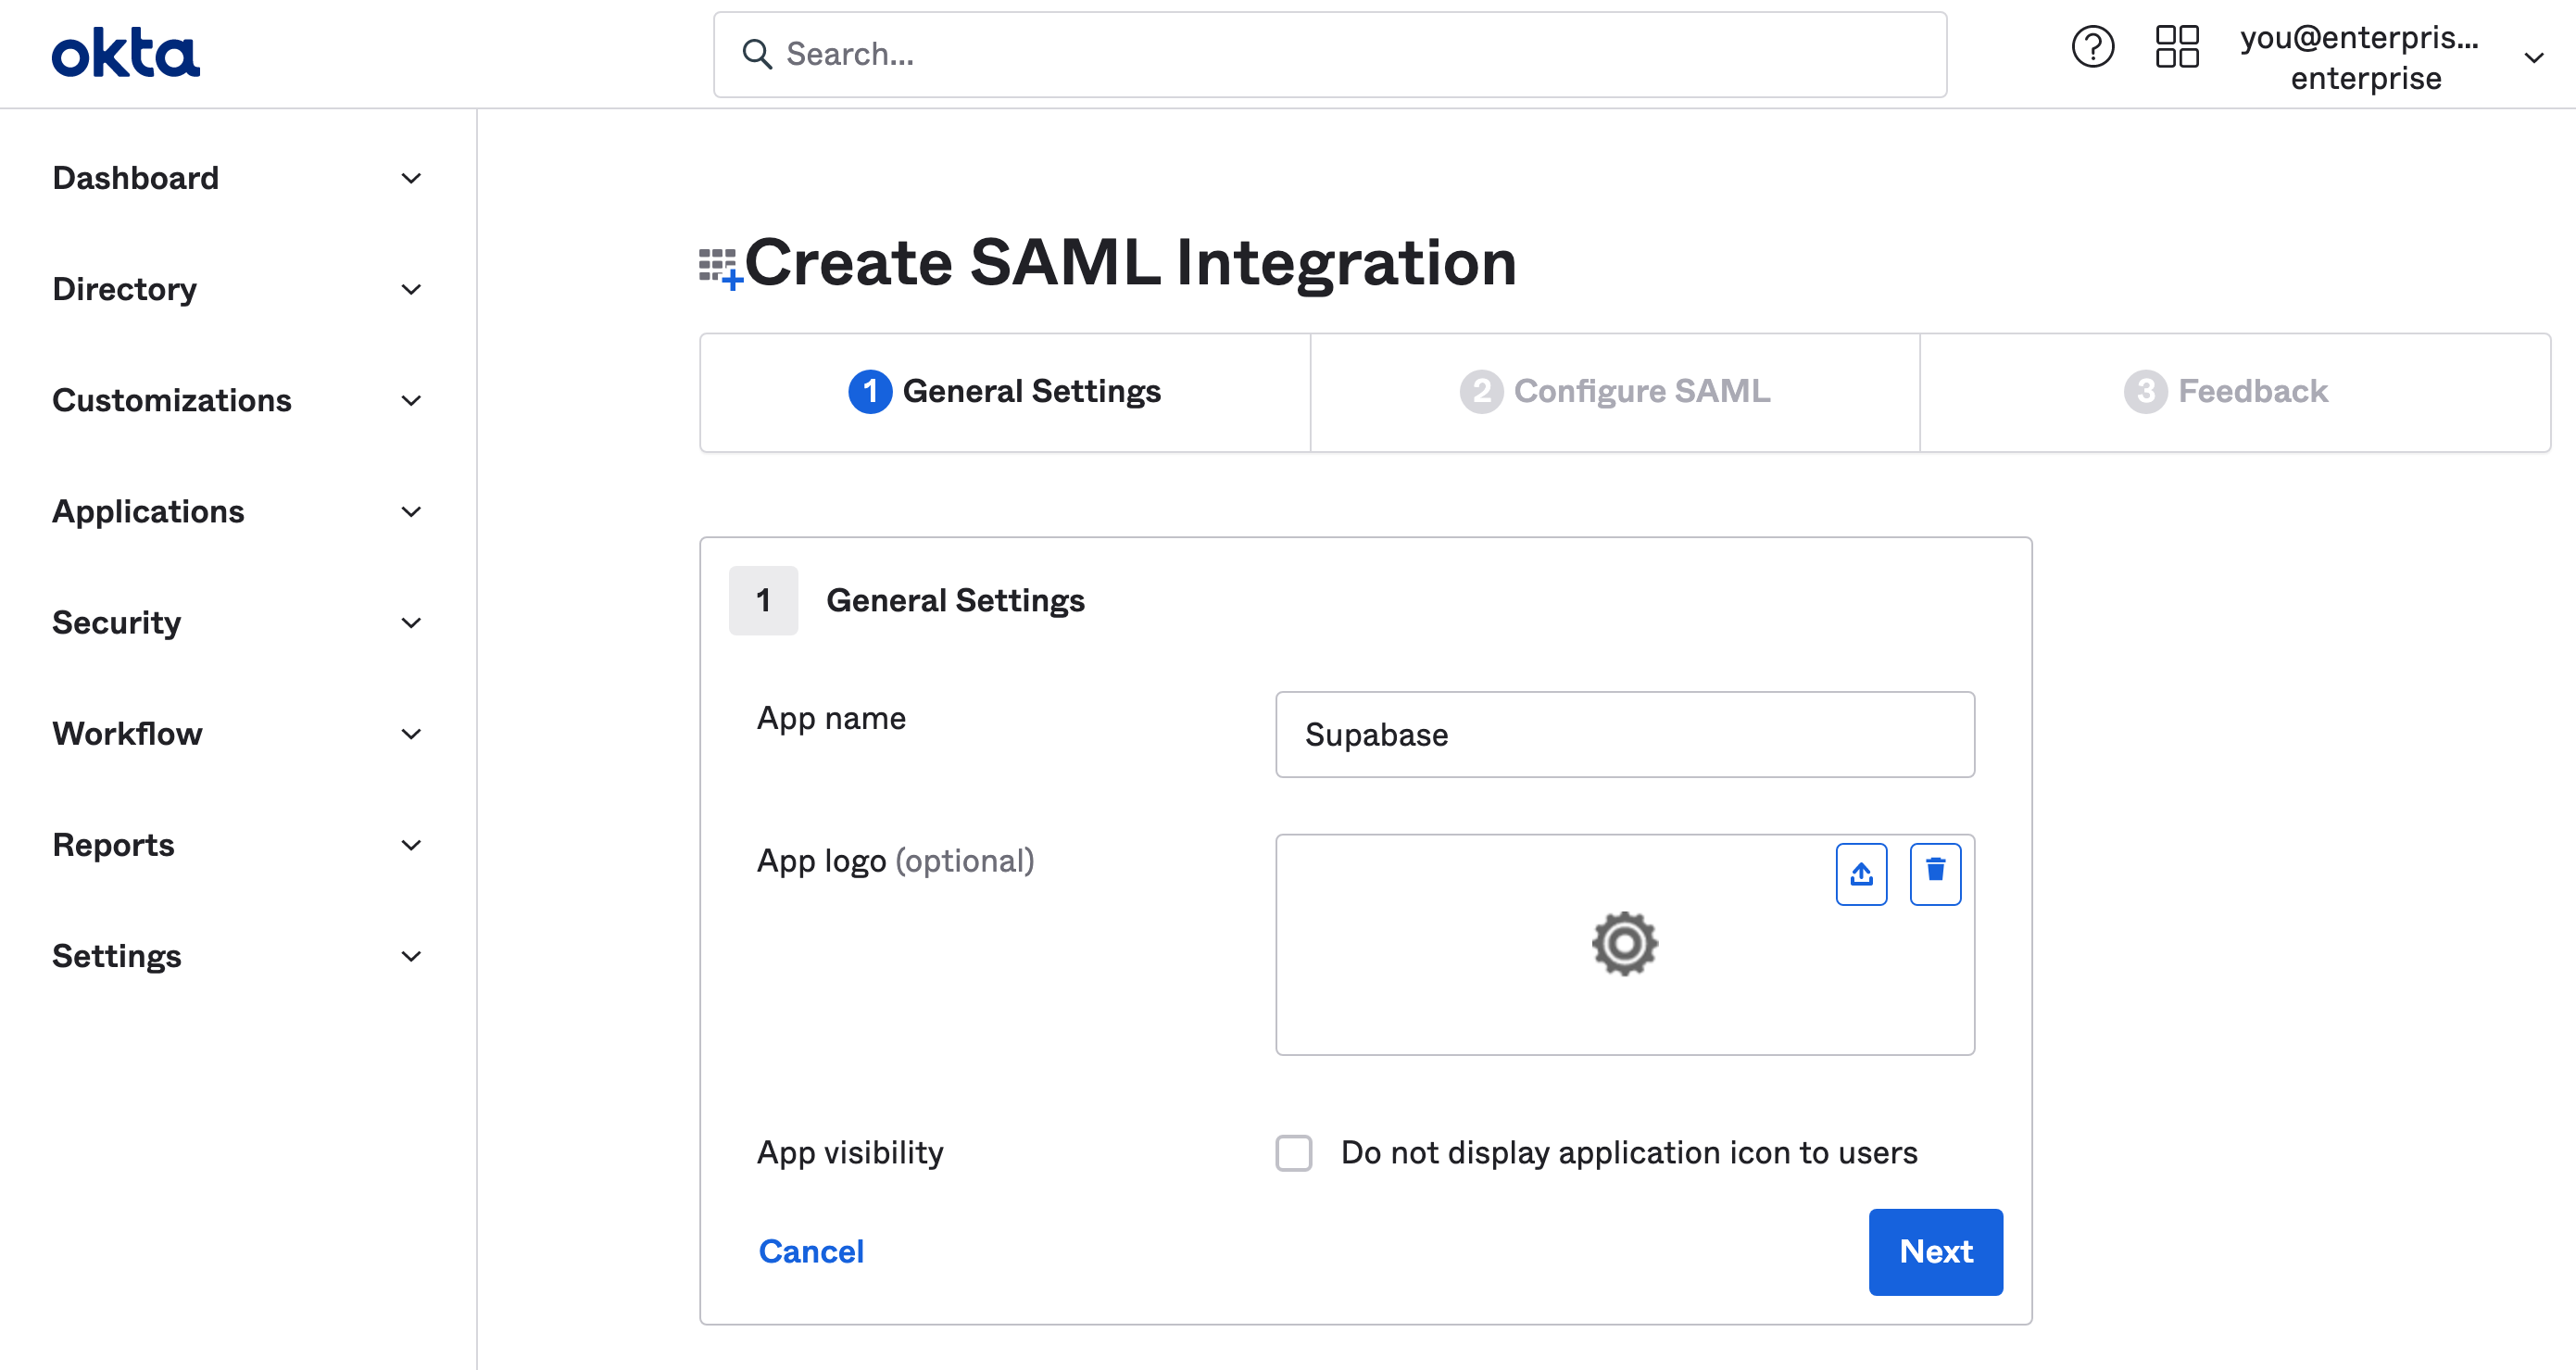 okta
Search...
you@enterpris...
enterprise
Dashboard
Directory
Customizations
Applications
Security
Workflow
Reports
Settings
Create SAML Integration
1 General Settings
2 Configure SAML
3 Feedback
1 General Settings
App name
Supabase
App logo (optional)
App visibility
Do not display application icon to users
Cancel
Next